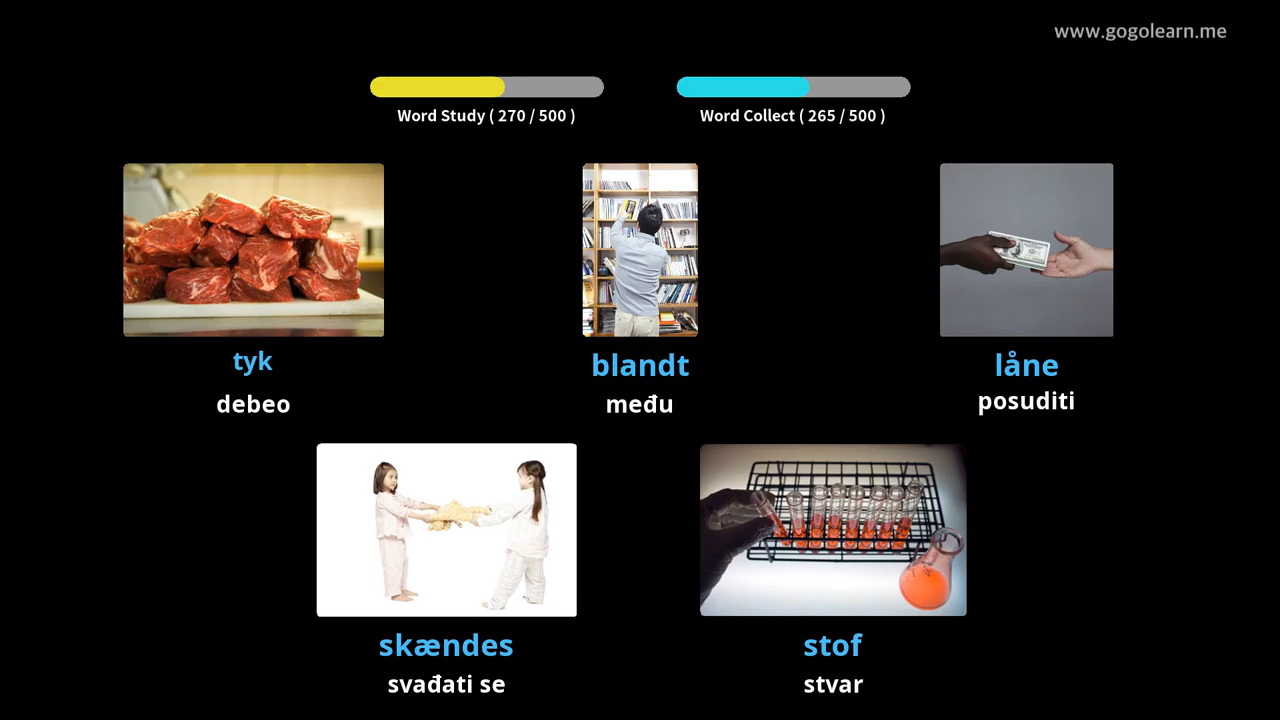 www.gogolearn.me
Word Study ( 270 / 500 )
Word Collect ( 265 / 500 )
tyk
debeo
blandt
među
låne
posuditi
skændes
svađati se
stof
stvar